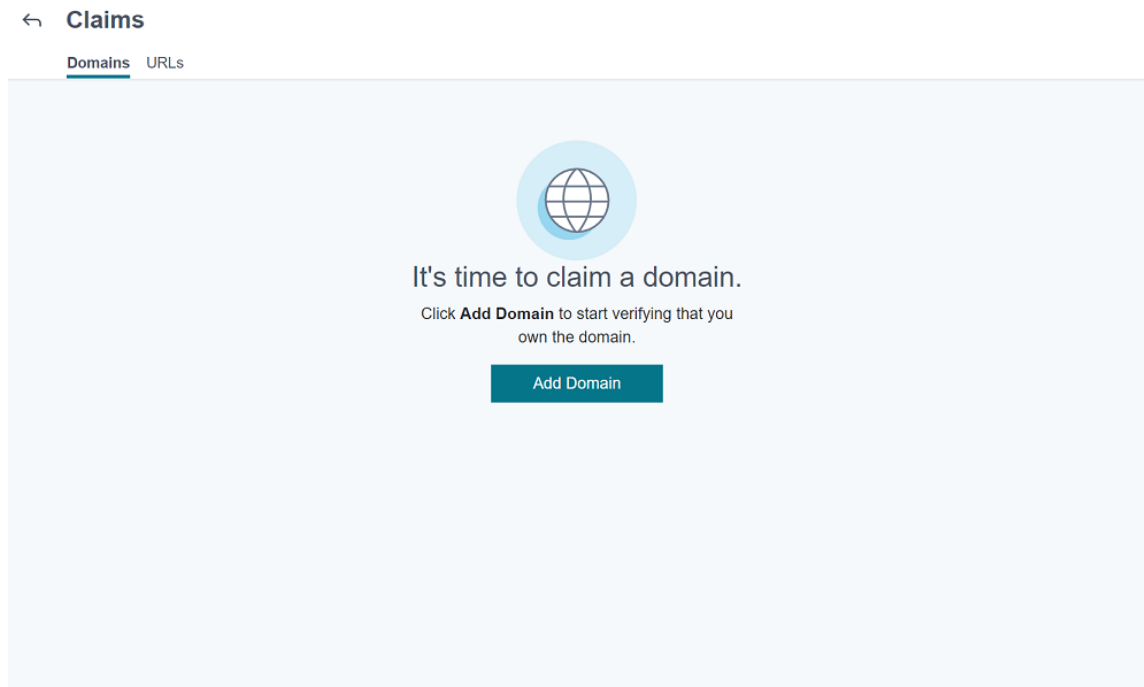 Claims
Domains URLs
It's time to claim a domain.
Click Add Domain to start verifying that you
own the domain.
Add Domain